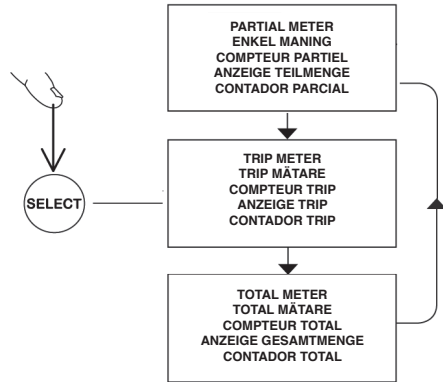 PARTIAL METER
ENKEL MANING
COMPTEUR PARTIEL
ANZEIGE TEILMENGE
CONTADOR PARCIAL
SELECT
TRIP METER
TRIP MÄTARE
COMPTEUR TRIP
ANZEIGE TRIP
CONTADOR TRIP
TOTAL METER
TOTAL MÄTARE
COMPTEUR TOTAL
ANZEIGE GESAMTMENGE
CONTADOR TOTAL